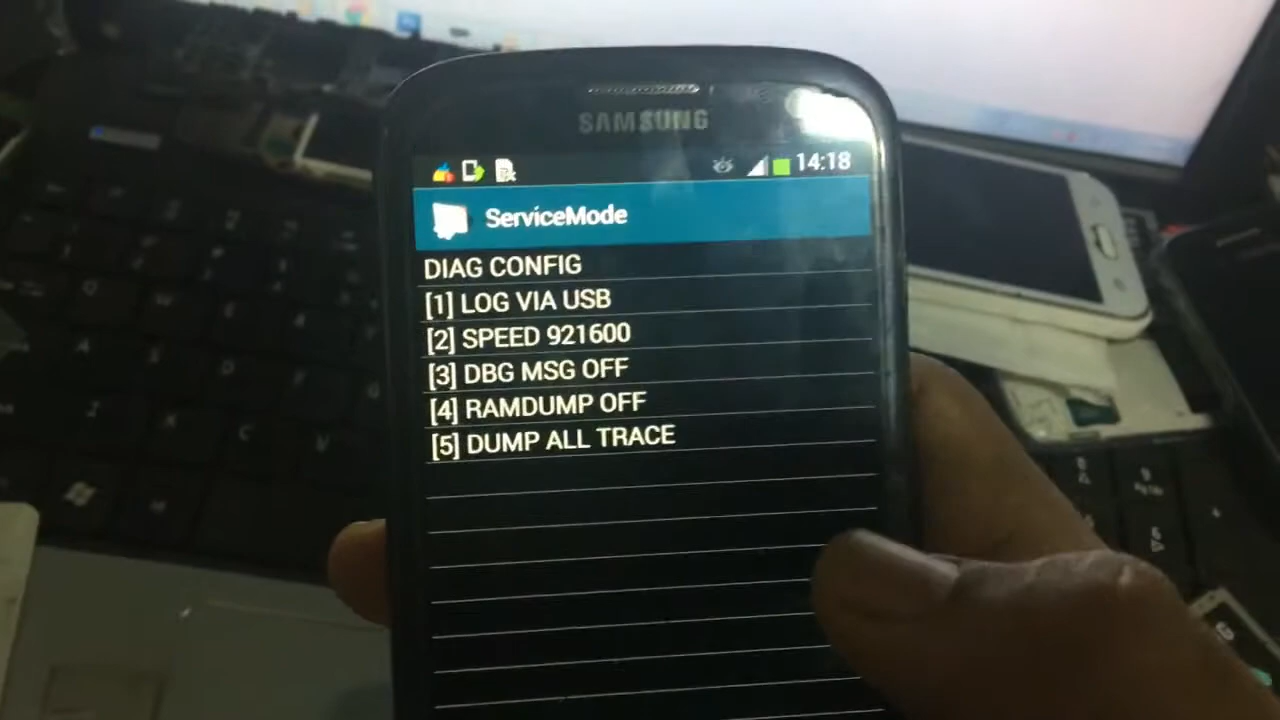 SAMSUNG
14:18
ServiceMode
DIAG CONFIG
[1] LOG VIA USB
[2] SPEED 921600
[3] DBG MSG OFF
[4] RAMDUMP OFF
[5] DUMP ALL TRACE